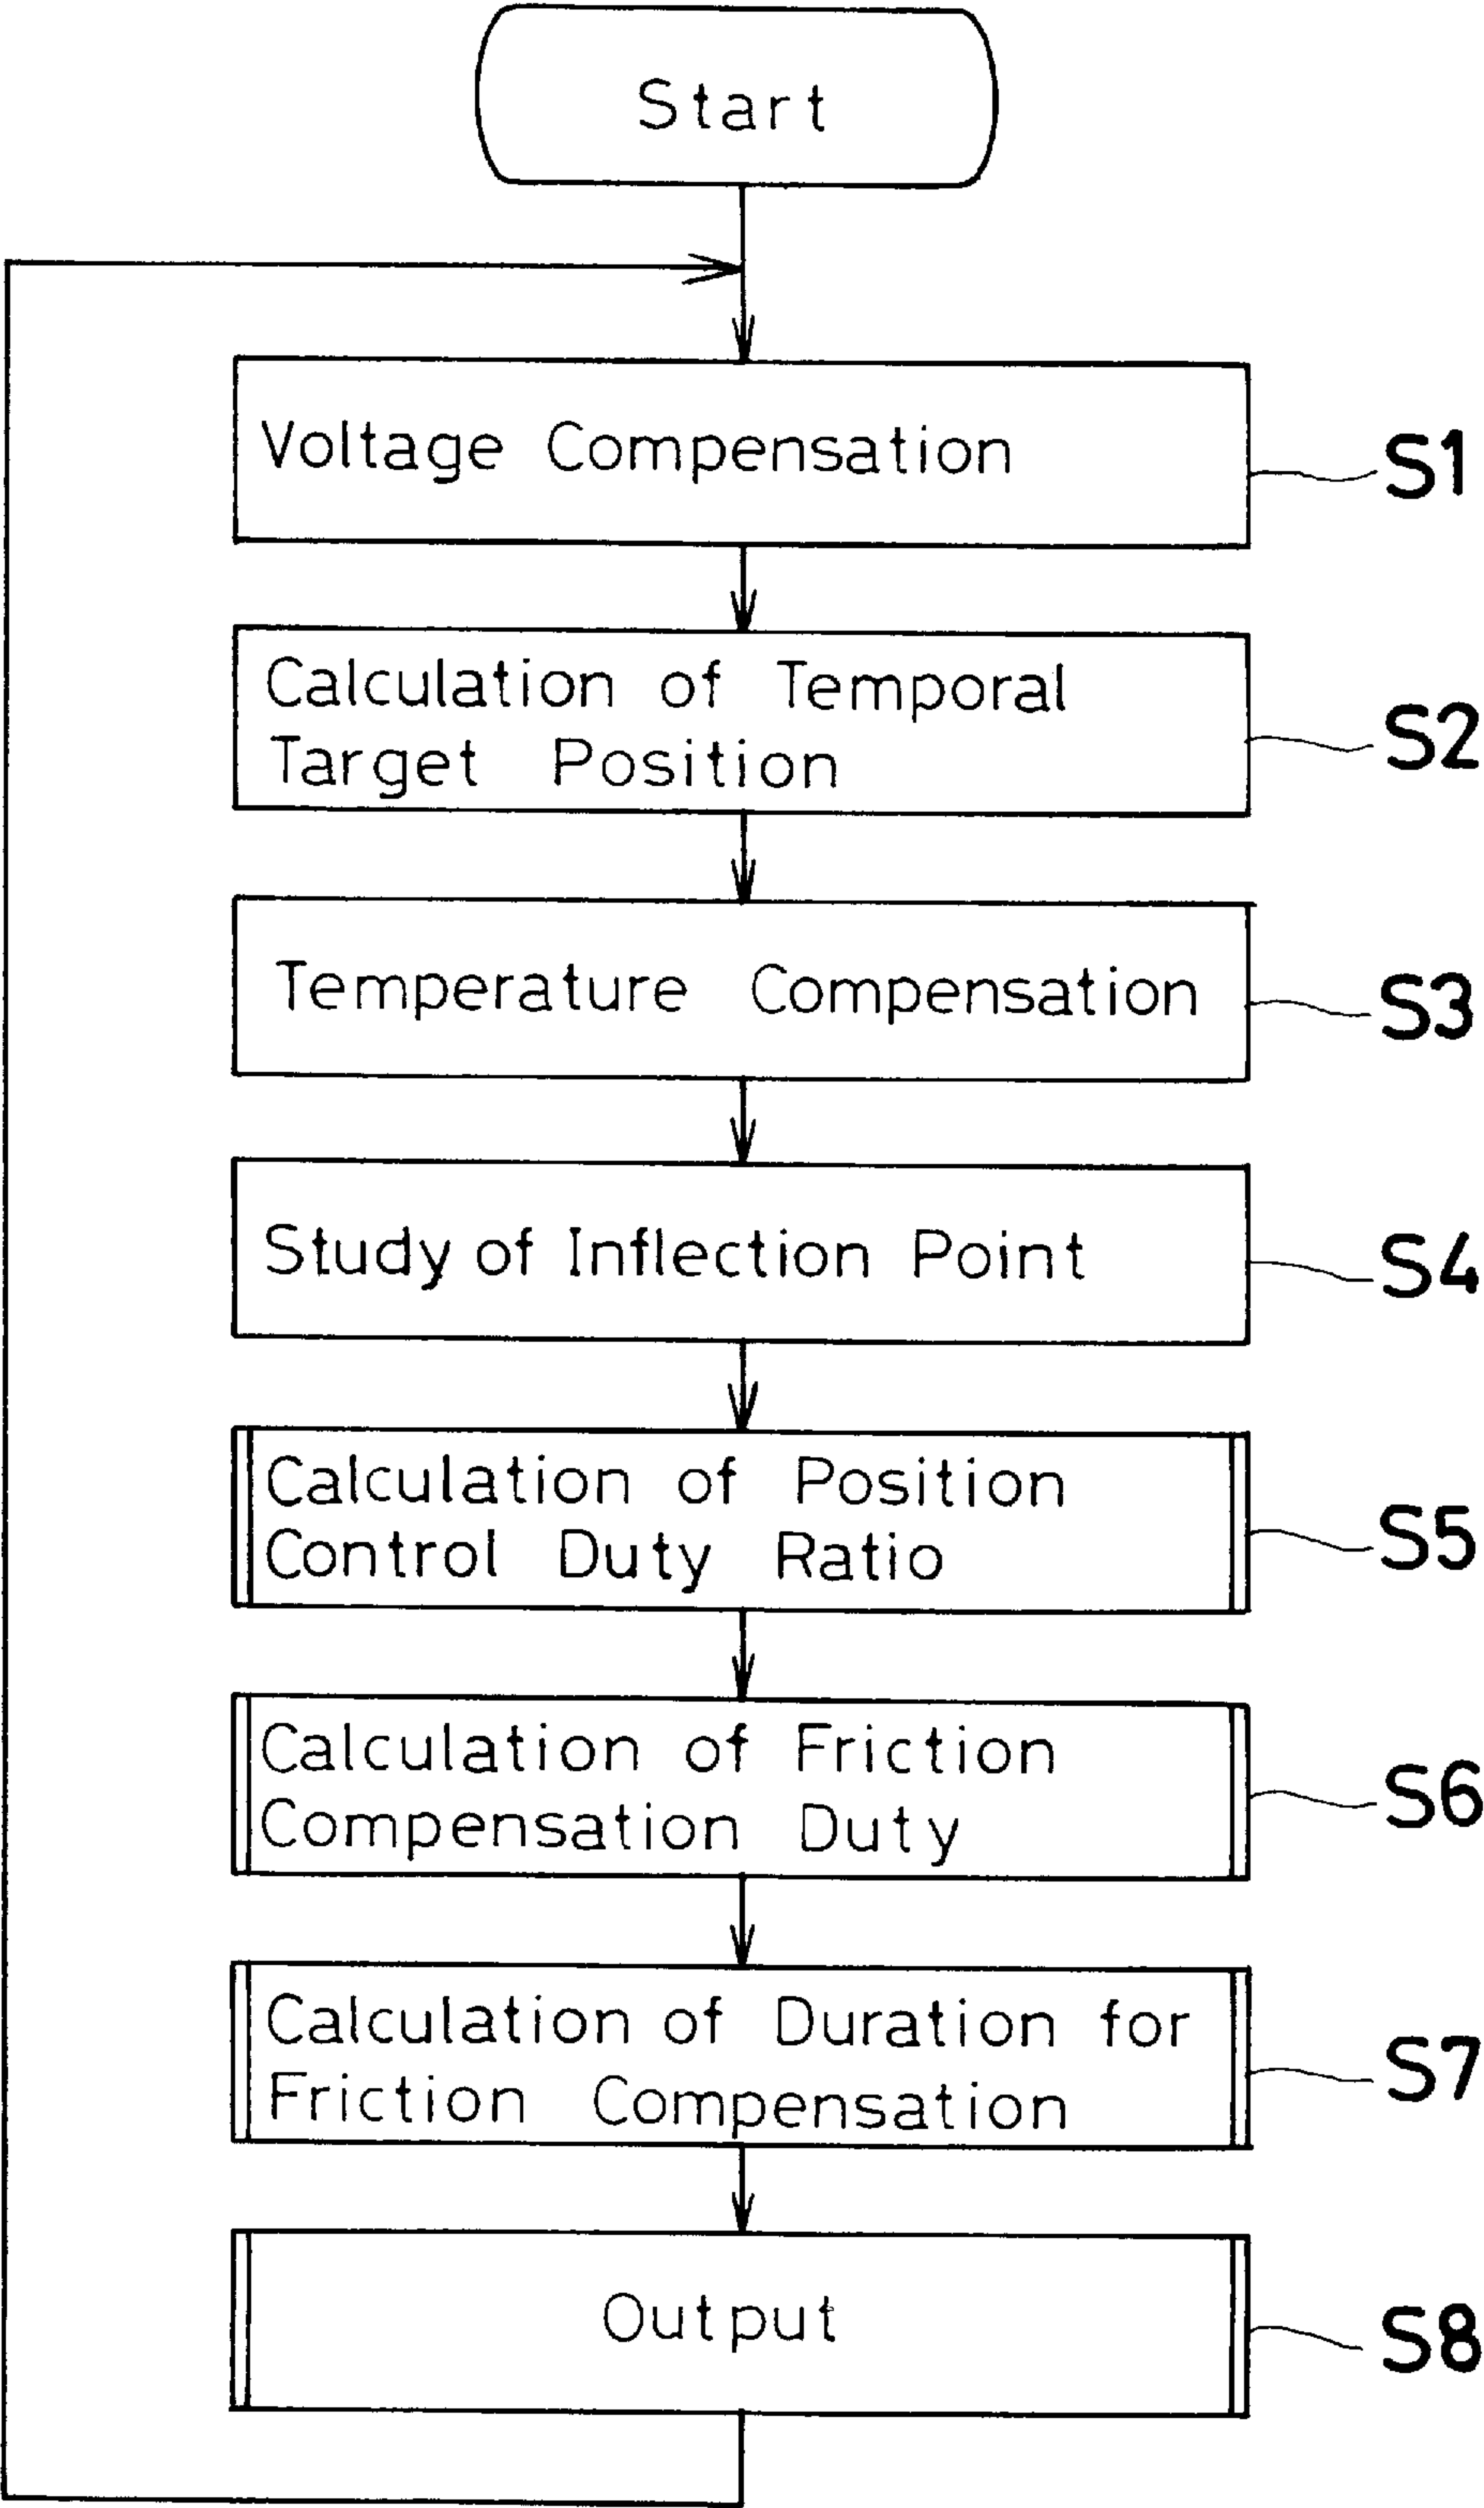 Start
Voltage Compensation
S1
Calculation of Temporal
Target Position
S2
Temperature Compensation
S3
Study of Inflection Point
S4
Calculation of Position
Control Duty Ratio
S5
Calculation of Friction
Compensation Duty
S6
Calculation of Duration for
Friction Compensation
S7
Output
S8